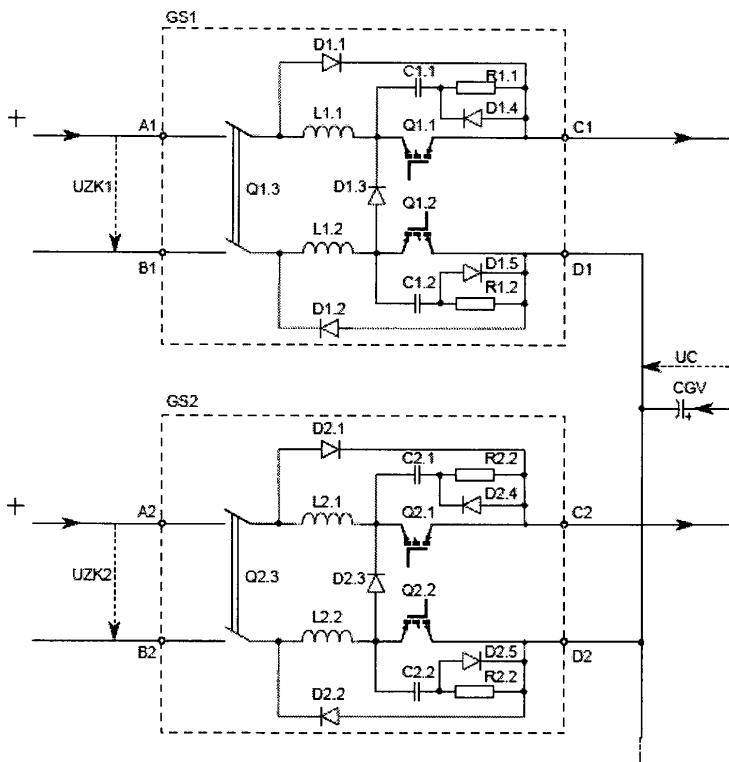 GS1
D1.1
C1.1
R1.1
D1.4
L1.1
Q1.1
+
A1
C1
UZK1
Q1.3
D1.3
Q1.2
L1.2
B1
D1
D1.5
C1.2
R1.2
D1.2
UC
CGV
+
GS2
D2.1
C2.1
R2.2
D2.4
L2.1
Q2.1
+
A2
C2
UZK2
Q2.3
D2.3
Q2.2
L2.2
B2
D2
D2.5
C2.2
R2.2
D2.2